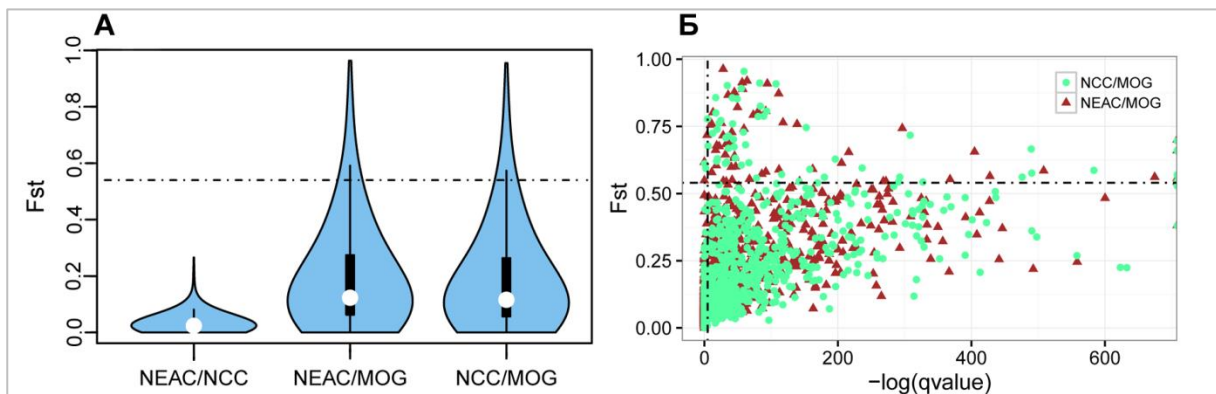 А
Fst
1.0
0.8
0.6
0.4
0.2
0.0
NEAC/NCC
NEAC/MOG
NCC/MOG
Б
Fst
1.00
0.75
0.50
0.25
0.00
NCC/MOG
NEAC/MOG
0
200
400
600
−log(qvalue)